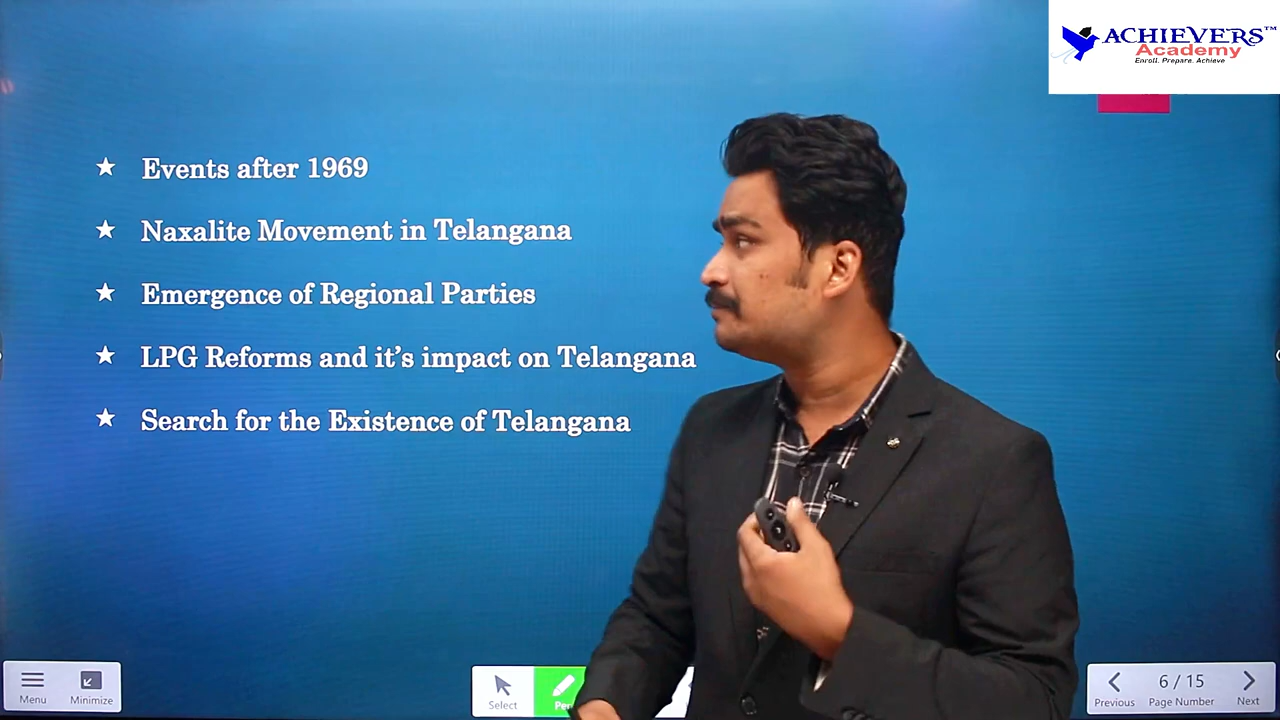 ACHIEVERS™
Academy
Enroll. Prepare. Achieve
★ Events after 1969
★ Naxalite Movement in Telangana
★ Emergence of Regional Parties
★ LPG Reforms and it's impact on Telangana
★ Search for the Existence of Telangana
Menu
Minimize
Select
Previous
6 / 15
Page Number
Next